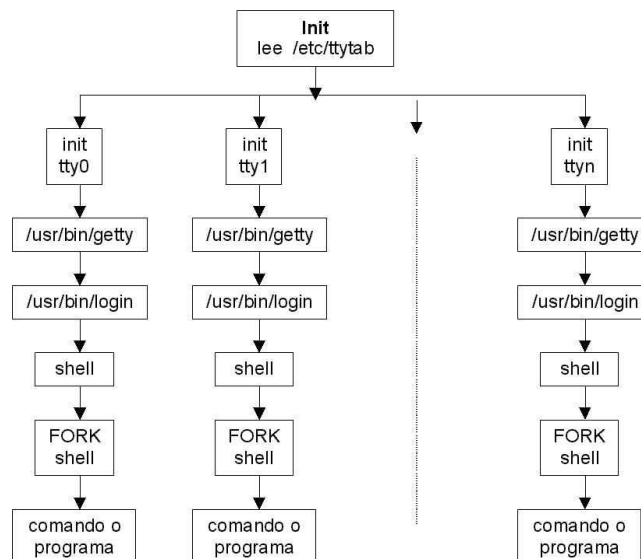 Init
lee /etc/ttytab
init
tty0
init
tty1
init
ttyn
/usr/bin/getty
/usr/bin/getty
/usr/bin/getty
/usr/bin/login
/usr/bin/login
/usr/bin/login
shell
shell
shell
FORK
shell
FORK
shell
FORK
shell
comando o
programa
comando o
programa
comando o
programa